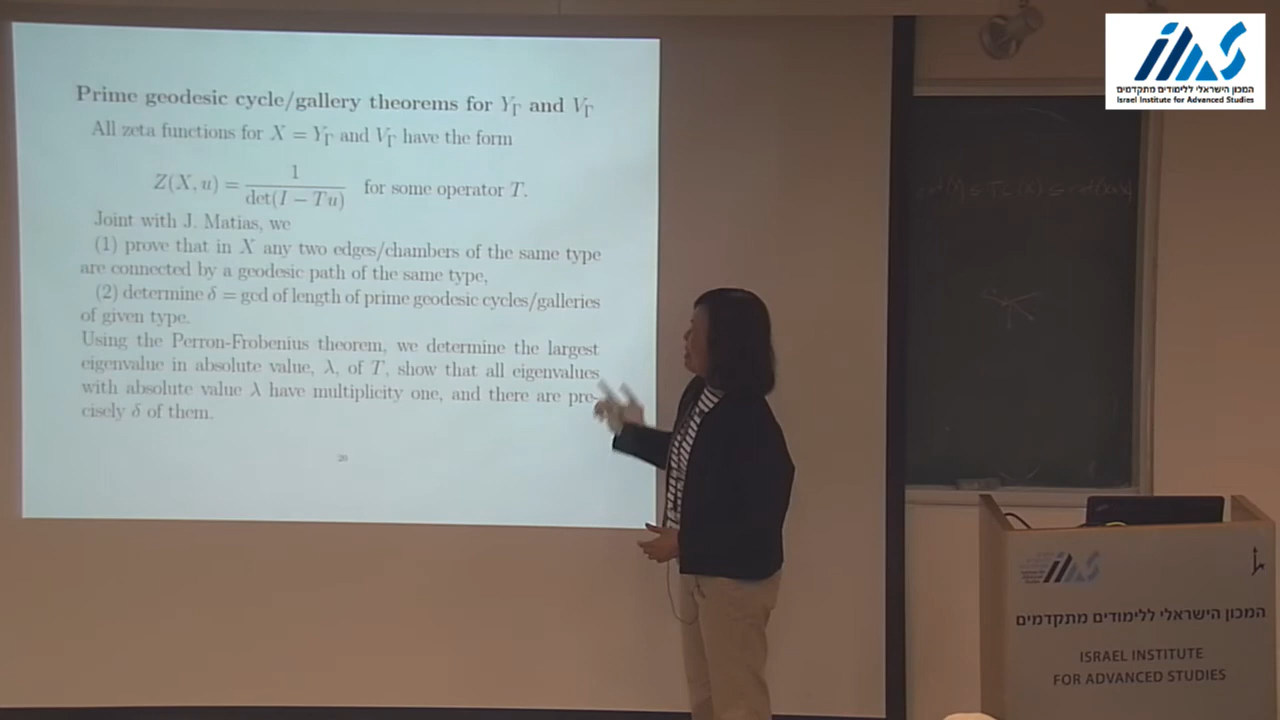 Prime geodesic cycle/gallery theorems for Y_Γ and V_Γ
All zeta functions for X = Y_Γ and V_Γ have the form
Z(X, u) = 1 / det(I − Tu) for some operator T.
Joint with J. Matias, we
(1) prove that in X any two edges/chambers of the same type
are connected by a geodesic path of the same type,
(2) determine δ = gcd of length of prime geodesic cycles/galleries
of given type.
Using the Perron-Frobenius theorem, we determine the largest
eigenvalue in absolute value, λ, of T, show that all eigenvalues
with absolute value λ have multiplicity one, and there are pre-
cisely δ of them.
20
המכון הישראלי ללימודים מתקדמים
Israel Institute for Advanced Studies
המכון הישראלי ללימודים מתקדמים
ISRAEL INSTITUTE
FOR ADVANCED STUDIES